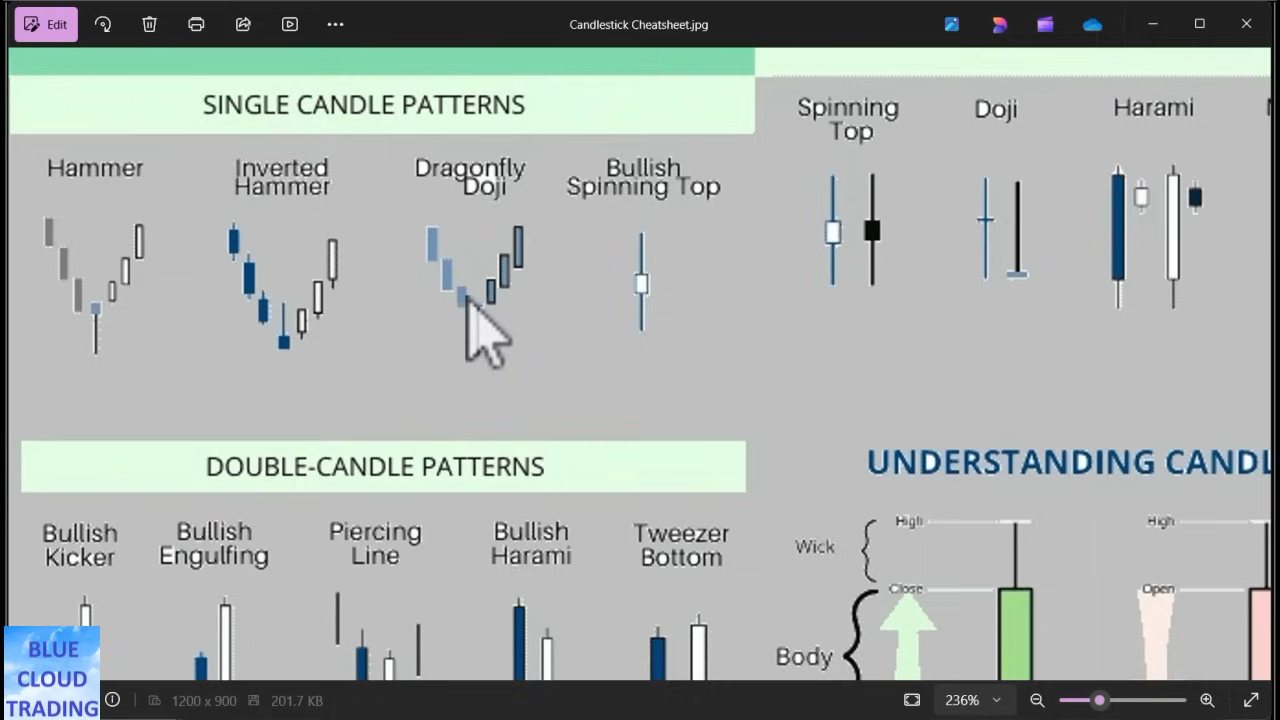 Edit
Candlestick Cheatsheet.jpg
SINGLE CANDLE PATTERNS
Hammer
Inverted
Hammer
Dragonfly
Doji
Bullish
Spinning Top
Spinning
Top
Doji
Harami
DOUBLE-CANDLE PATTERNS
Bullish
Kicker
Bullish
Engulfing
Piercing
Line
Bullish
Harami
Tweezer
Bottom
UNDERSTANDING CANDL
High
Wick
Close
Body
High
Open
BLUE
CLOUD
TRADING
1200 x 900
201.7 KB
236%